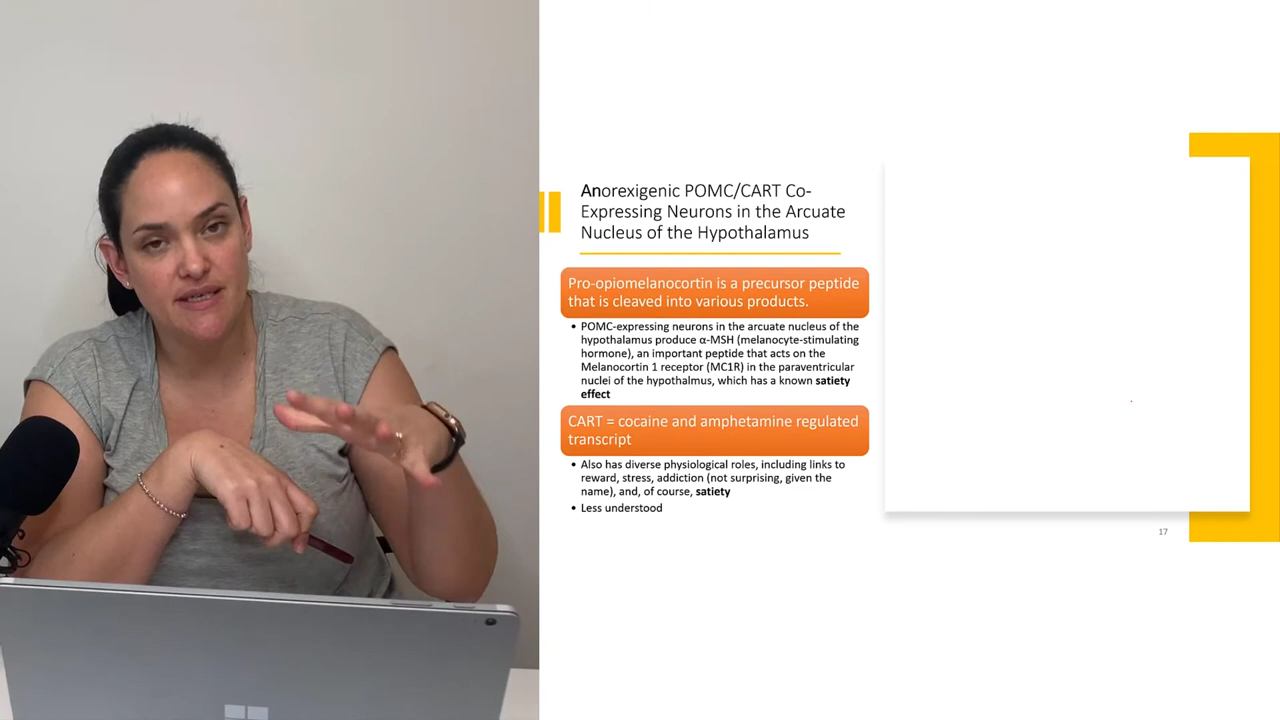 Anorexigenic POMC/CART Co-
Expressing Neurons in the Arcuate
Nucleus of the Hypothalamus
Pro-opiomelanocortin is a precursor peptide
that is cleaved into various products.
• POMC-expressing neurons in the arcuate nucleus of the
hypothalamus produce α-MSH (melanocyte-stimulating
hormone), an important peptide that acts on the
Melanocortin 1 receptor (MC1R) in the paraventricular
nuclei of the hypothalmus, which has a known satiety
effect
CART = cocaine and amphetamine regulated
transcript
• Also has diverse physiological roles, including links to
reward, stress, addiction (not surprising, given the
name), and, of course, satiety
• Less understood
17